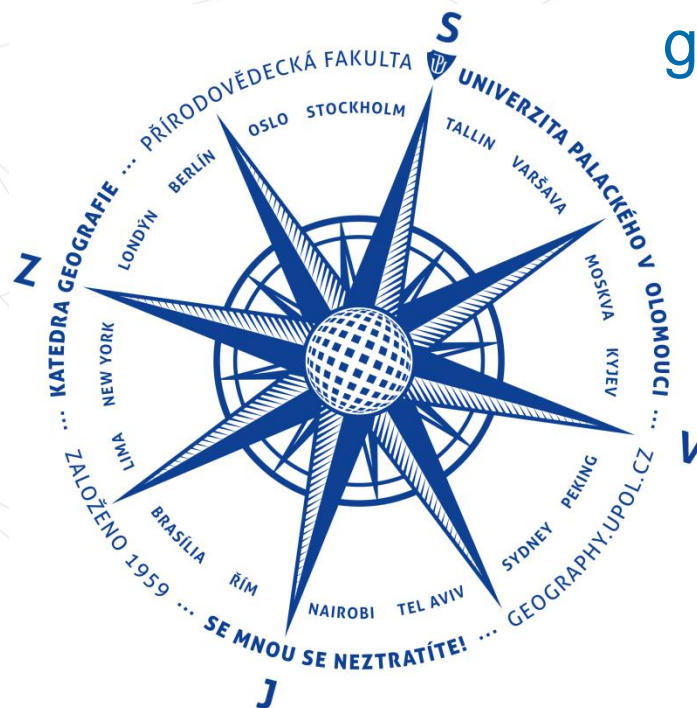 S
g
PŘÍRODOVĚDECKÁ FAKULTA
UNIVERZITA PALACKÉHO V OLOMOUCI ...
GEOGRAPHY.UPOL.CZ
... SE MNOU SE NEZTRATÍTE! ...
ZALOŽENO 1959
... KATEDRA GEOGRAFIE ...
Z
V
J
STOCKHOLM
TALLIN
VARŠAVA
MOSKVA
KYJEV
PEKING
SYDNEY
TEL AVIV
NAIROBI
ŘÍM
BRASÍLIA
LIMA
NEW YORK
LONDÝN
BERLÍN
OSLO